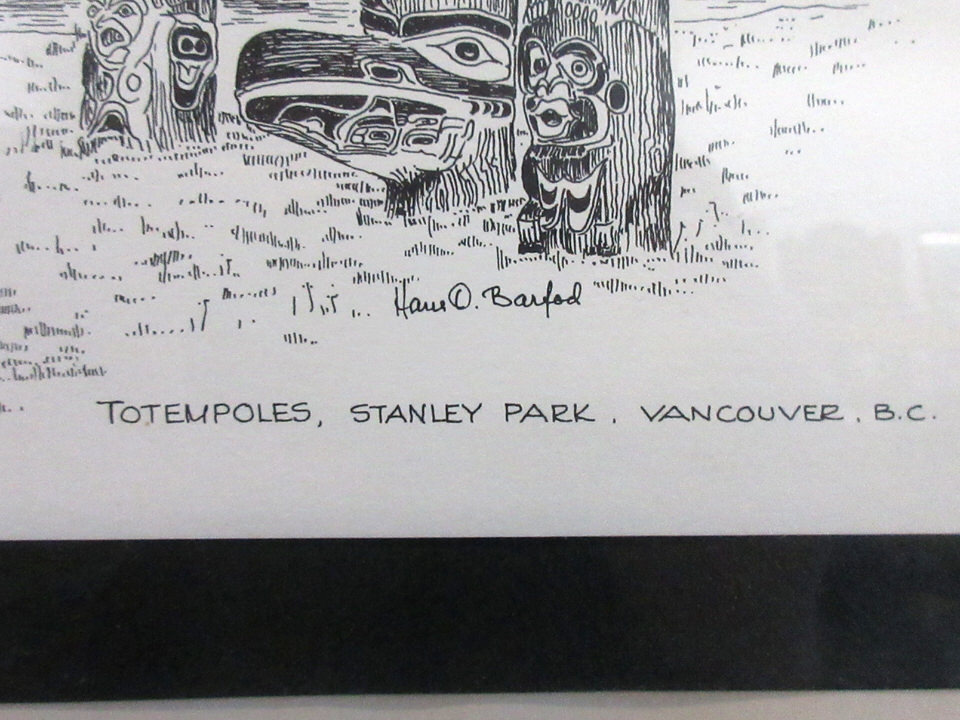 Hans O. Barfod
TOTEMPOLES, STANLEY PARK, VANCOUVER, B.C.